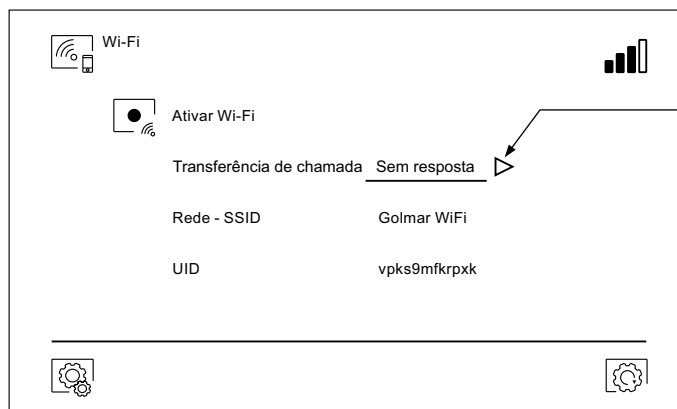 Wi-Fi
Ativar Wi-Fi
Transferência de chamada Sem resposta
Rede - SSID Golmar WiFi
UID vpks9mfkrpxk